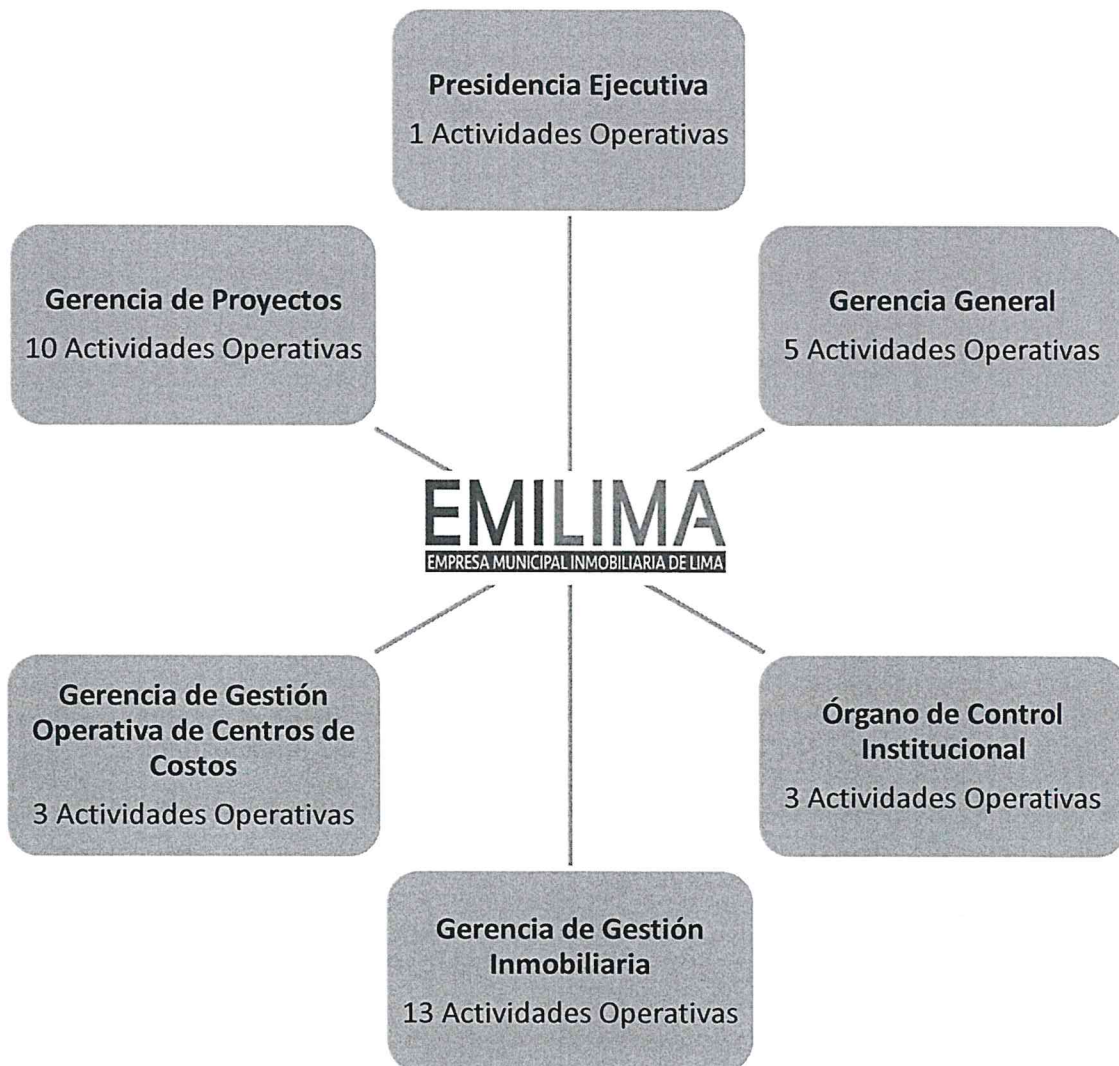 Presidencia Ejecutiva
1 Actividades Operativas
Gerencia de Proyectos
10 Actividades Operativas
Gerencia General
5 Actividades Operativas
EMILIMA
EMPRESA MUNICIPAL INMOBILIARIA DE LIMA
Gerencia de Gestión
Operativa de Centros de
Costos
3 Actividades Operativas
Órgano de Control
Institucional
3 Actividades Operativas
Gerencia de Gestión
Inmobiliaria
13 Actividades Operativas